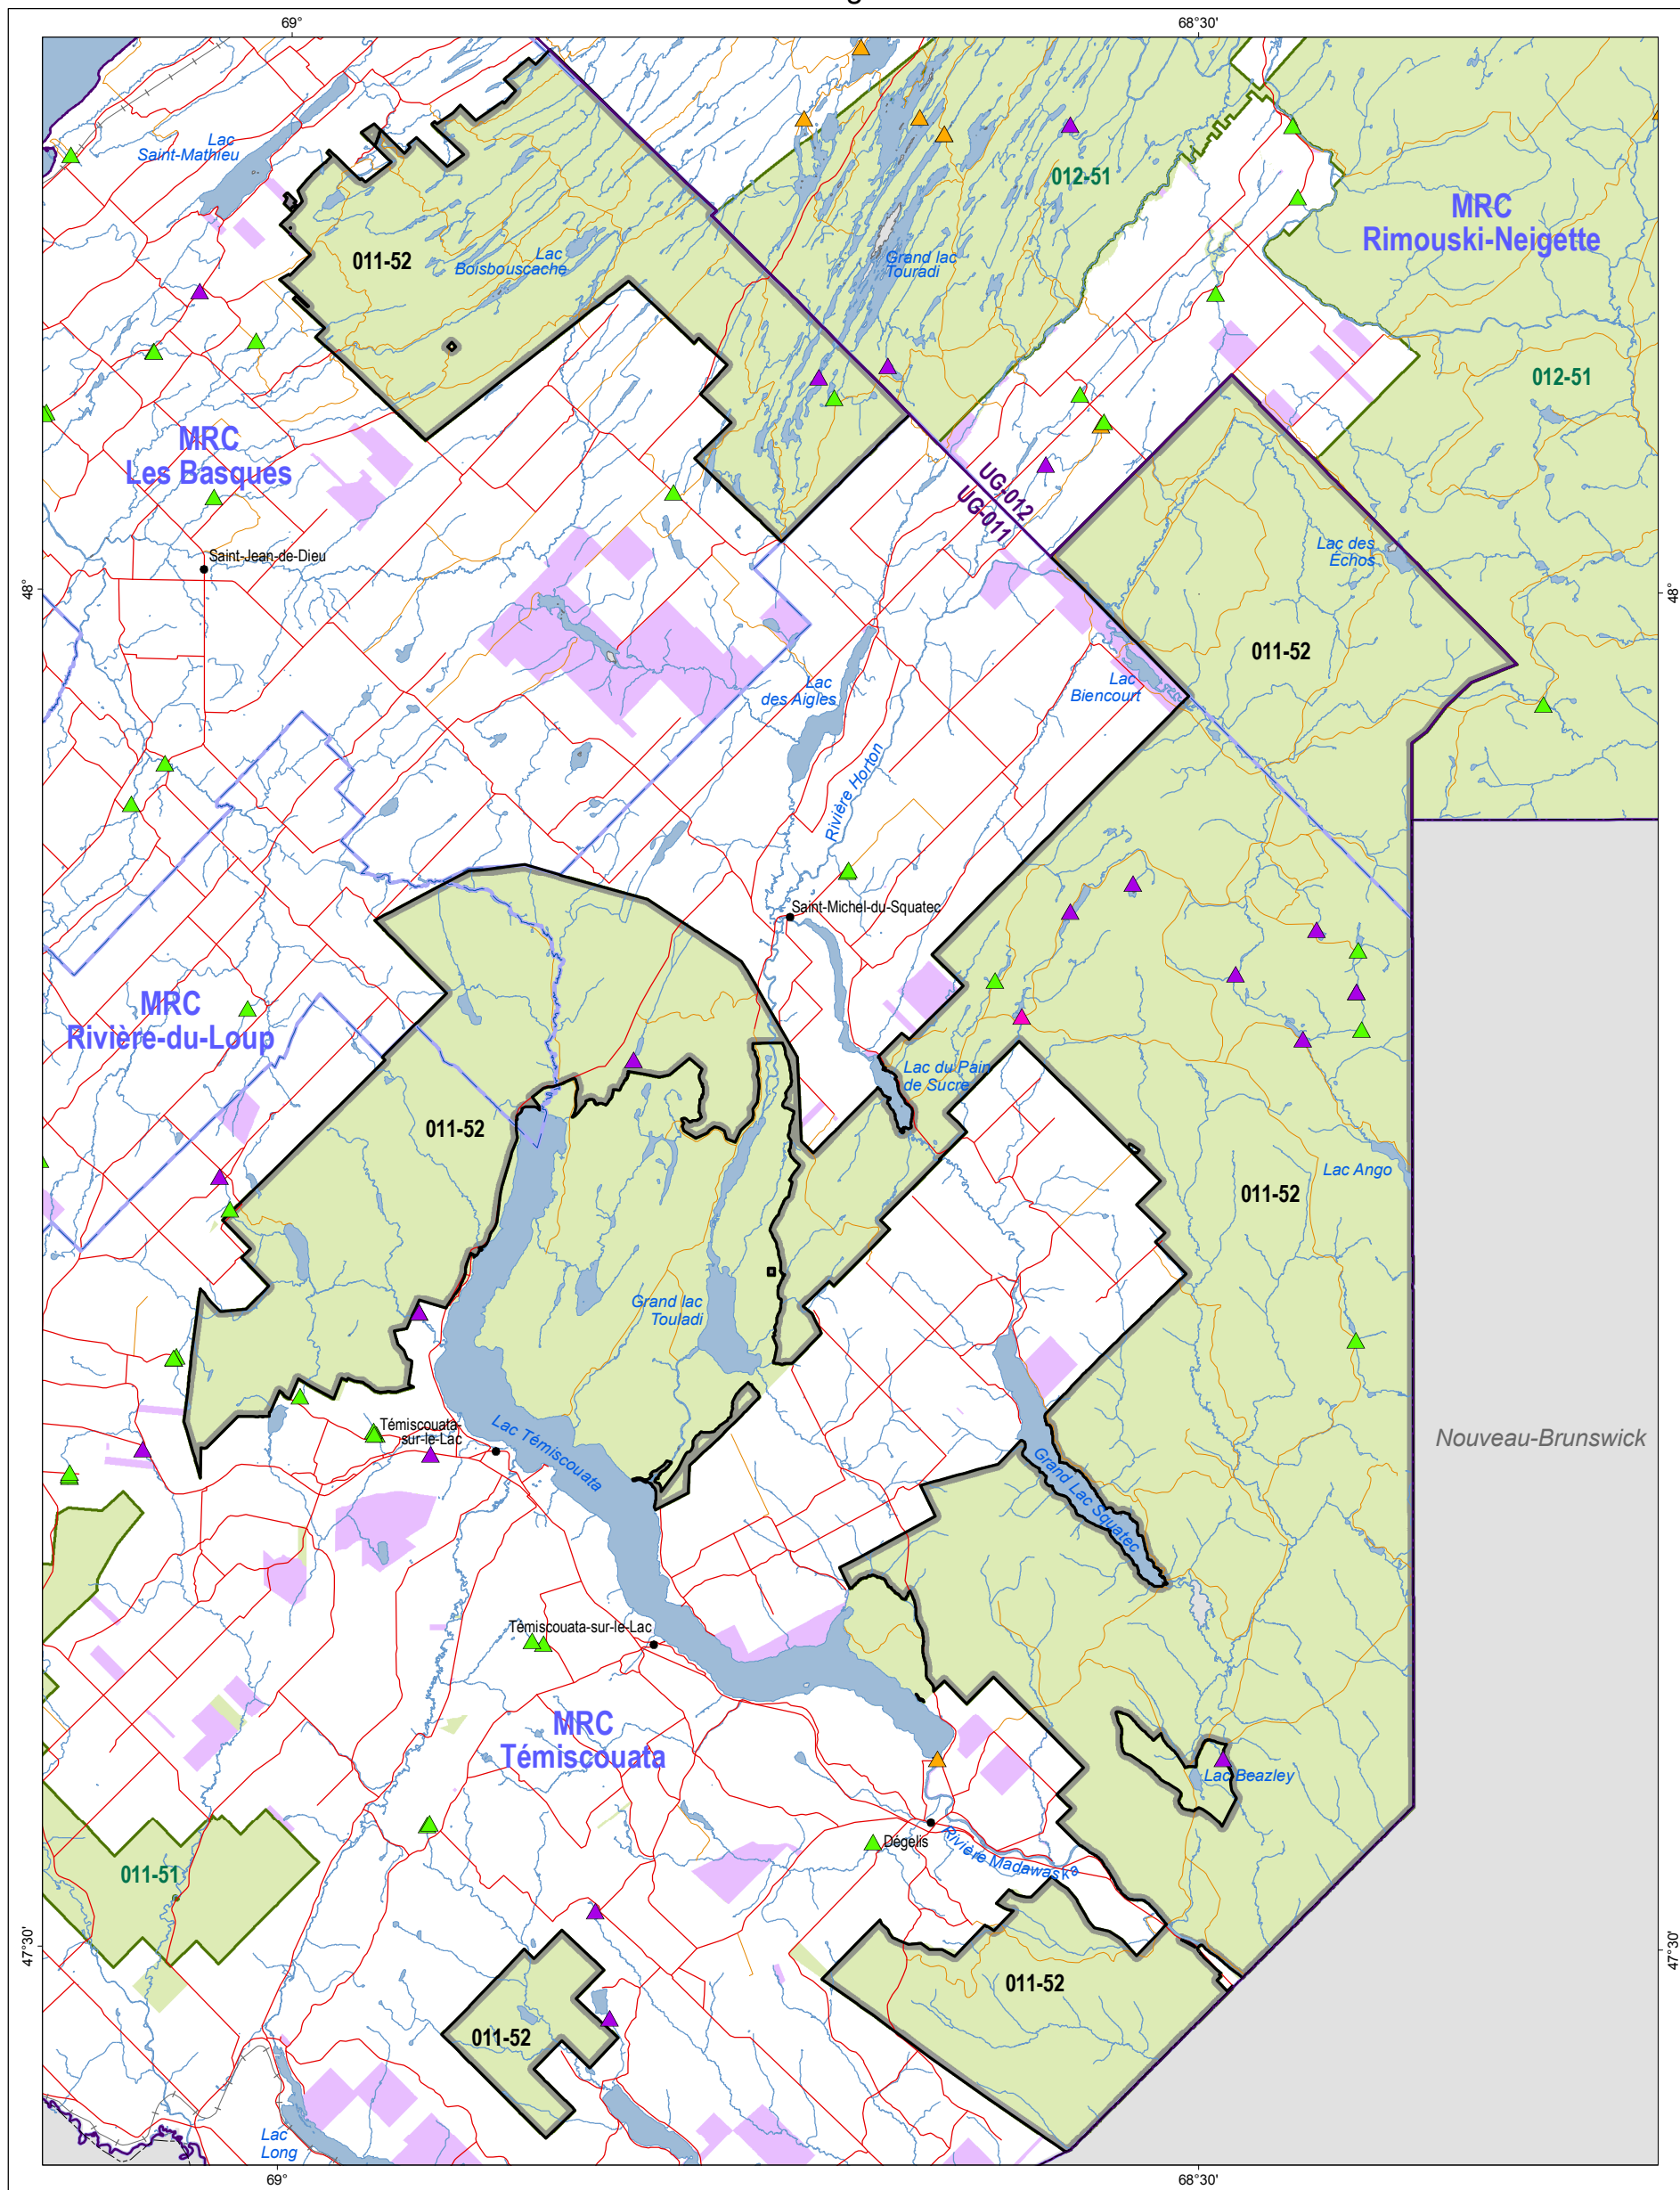 69°
68°30'
Lac
Saint-Mathieu
012-51
MRC
Rimouski-Neigette
011-52
Lac
Boisbouscache
Grand lac
Touradi
012-51
MRC
Les Basques
UG-012
UG-011
Saint-Jean-de-Dieu
Lac des
Échos
48°
48°
011-52
Lac
des Aigles
Lac
Biencourt
Rivière Horton
Saint-Michel-du-Squatec
MRC
Rivière-du-Loup
Lac du Pain
de Sucre
011-52
Lac Ango
011-52
Grand lac
Touladi
Témiscouata-
sur-le-Lac
Lac Témiscouata
Grand Lac Squatec
Nouveau-Brunswick
Témiscouata-sur-le-Lac
MRC
Témiscouata
Lac Beazley
Dégelis
Rivière Madawaska
011-51
47°30'
47°30'
011-52
011-52
Lac
Long
69°
68°30'